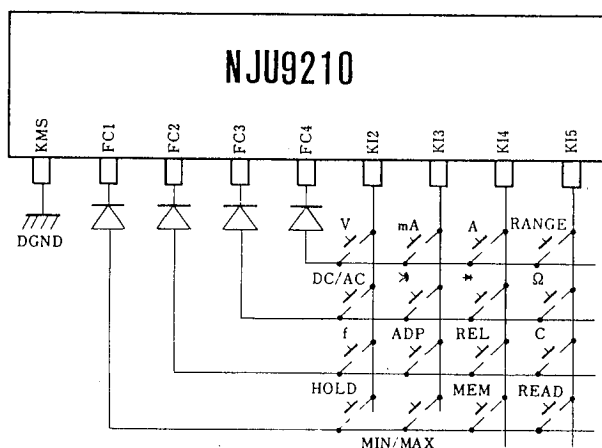 NJU9210
KMS FC1 FC2 FC3 FC4 KI2 KI3 KI4 KI5
DGND
V mA A RANGE
DC/AC Ω
f ADP REL C
HOLD MEM READ
MIN/MAX